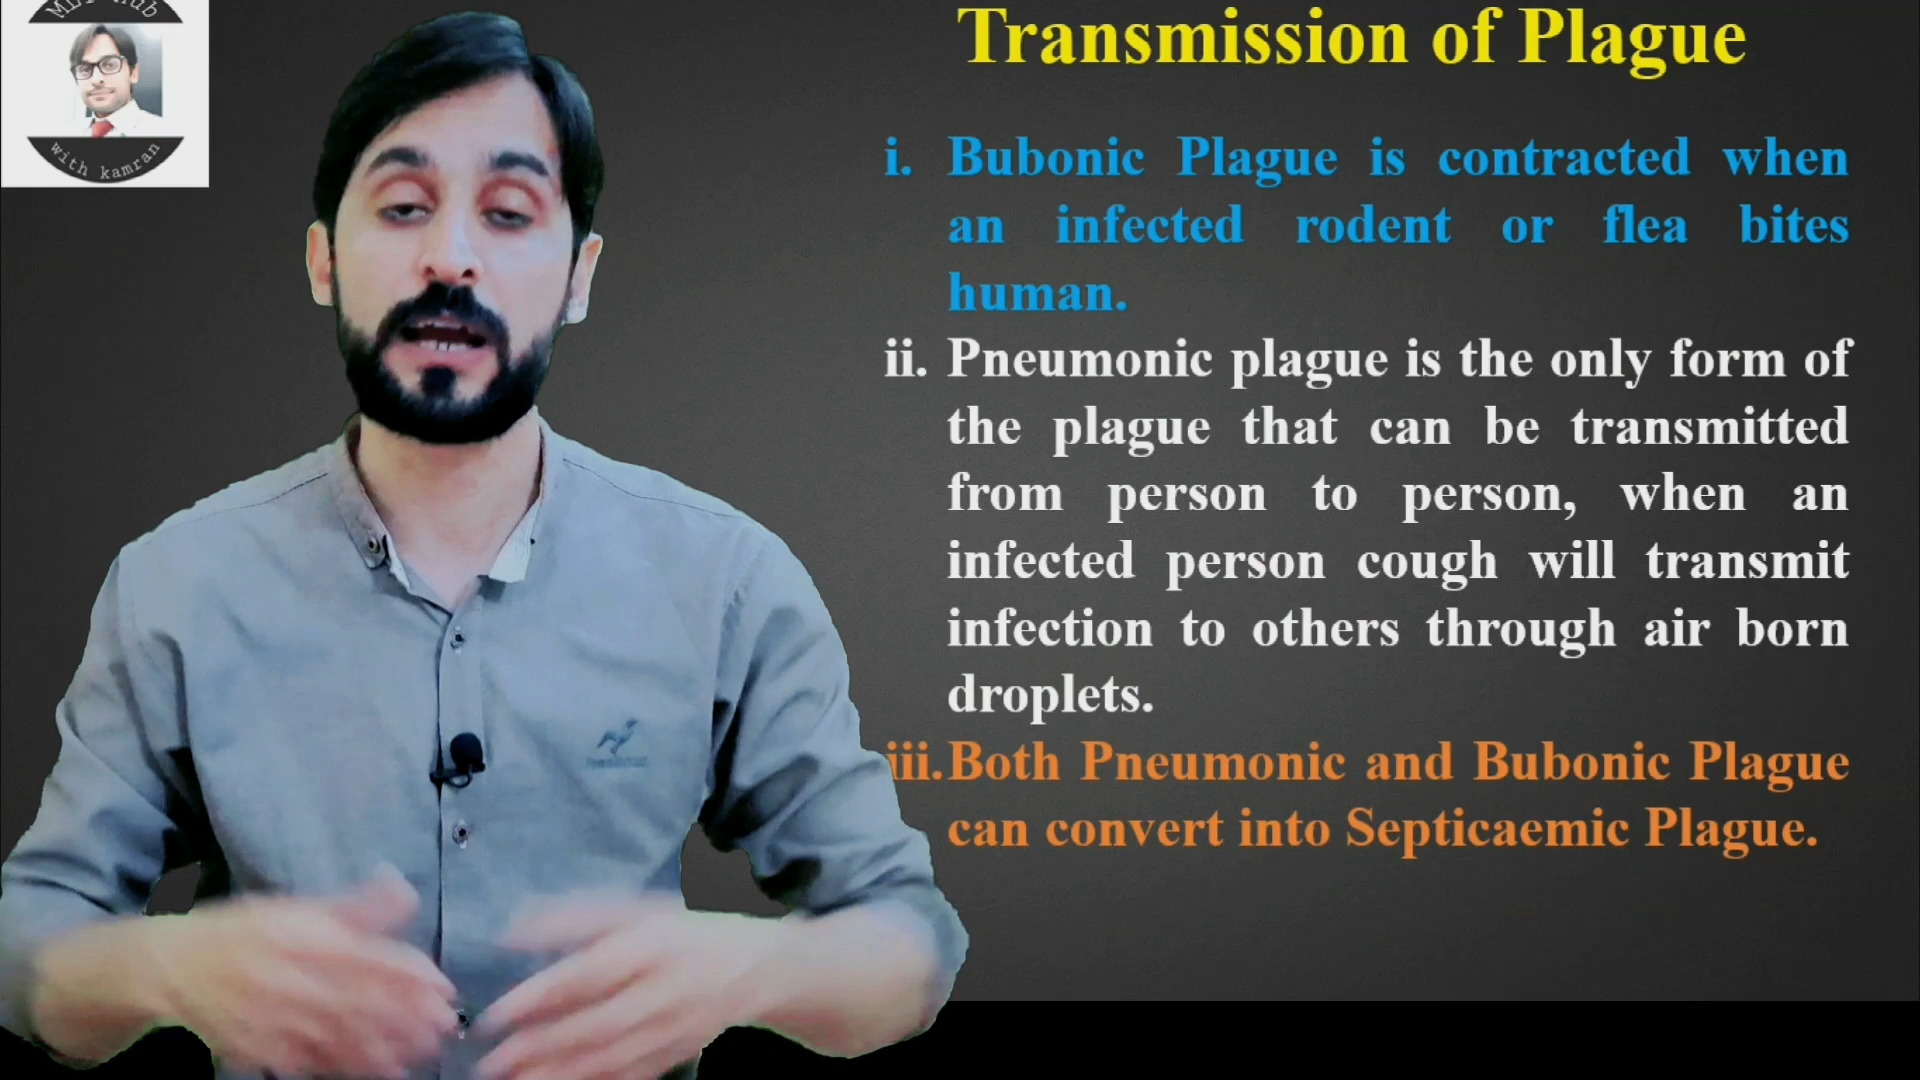 MLT Hub
with kamran
Transmission of Plague
i. Bubonic Plague is contracted when
an infected rodent or flea bites
human.
ii. Pneumonic plague is the only form of
the plague that can be transmitted
from person to person, when an
infected person cough will transmit
infection to others through air born
droplets.
iii. Both Pneumonic and Bubonic Plague
can convert into Septicaemic Plague.